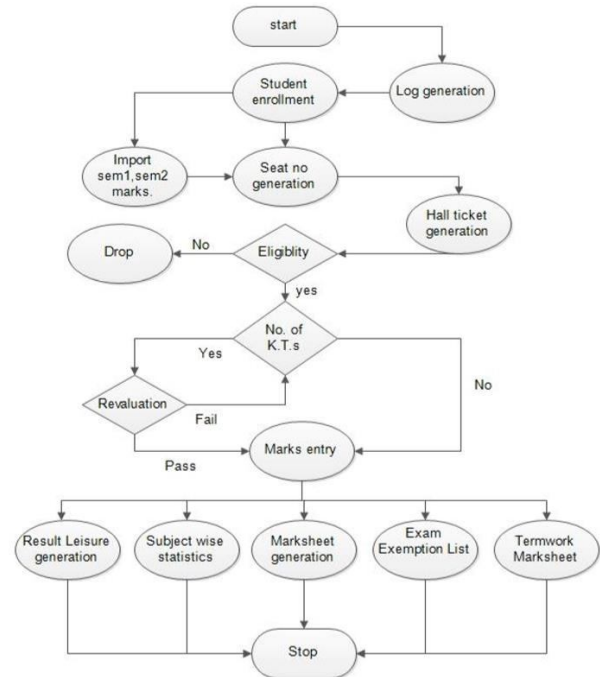 start
Log generation
Student
enrollment
Import
sem1,sem2
marks.
Seat no
generation
Hall ticket
generation
Drop
No
Eligiblity
yes
No. of
K.T.s
Yes
No
Revaluation
Fail
Pass
Marks entry
Result Leisure
generation
Subject wise
statistics
Marksheet
generation
Exam
Exemption List
Termwork
Marksheet
Stop